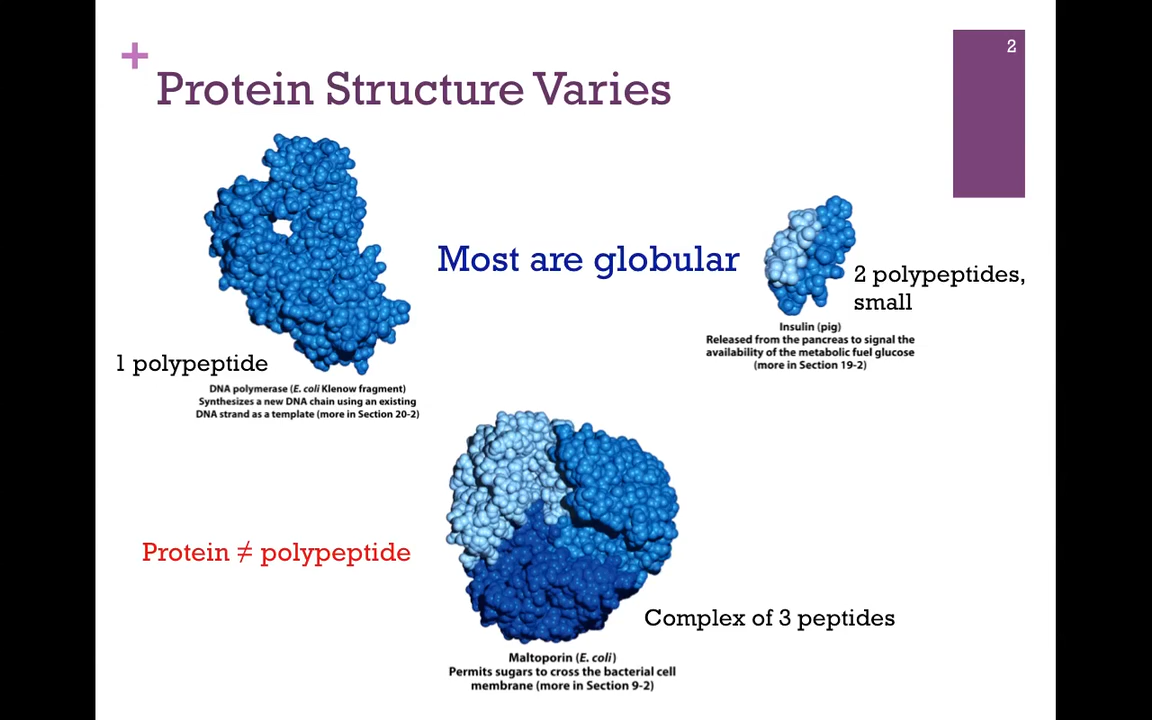 +
2
Protein Structure Varies
Most are globular
2 polypeptides,
small
Insulin (pig)
Released from the pancreas to signal the
availability of the metabolic fuel glucose
(more in Section 19-2)
1 polypeptide
DNA polymerase (E. coli Klenow fragment)
Synthesizes a new DNA chain using an existing
DNA strand as a template (more in Section 20-2)
Protein ≠ polypeptide
Complex of 3 peptides
Maltoporin (E. coli)
Permits sugars to cross the bacterial cell
membrane (more in Section 9-2)